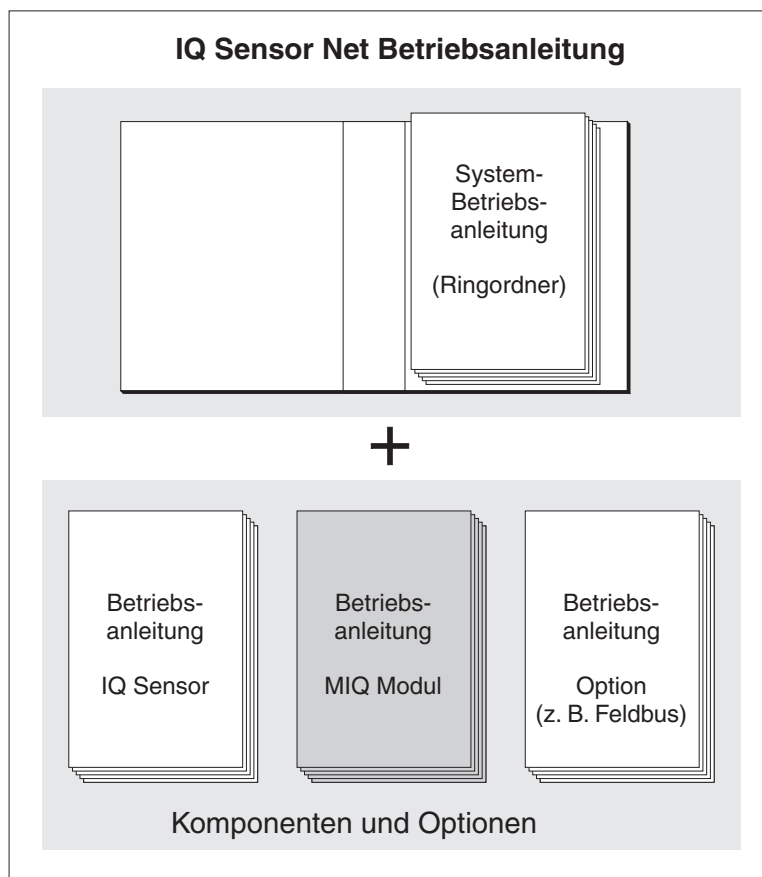 IQ Sensor Net Betriebsanleitung
System-
Betriebs-
anleitung
(Ringordner)
+
Betriebs-
anleitung
IQ Sensor
Betriebs-
anleitung
MIQ Modul
Betriebs-
anleitung
Option
(z. B. Feldbus)
Komponenten und Optionen